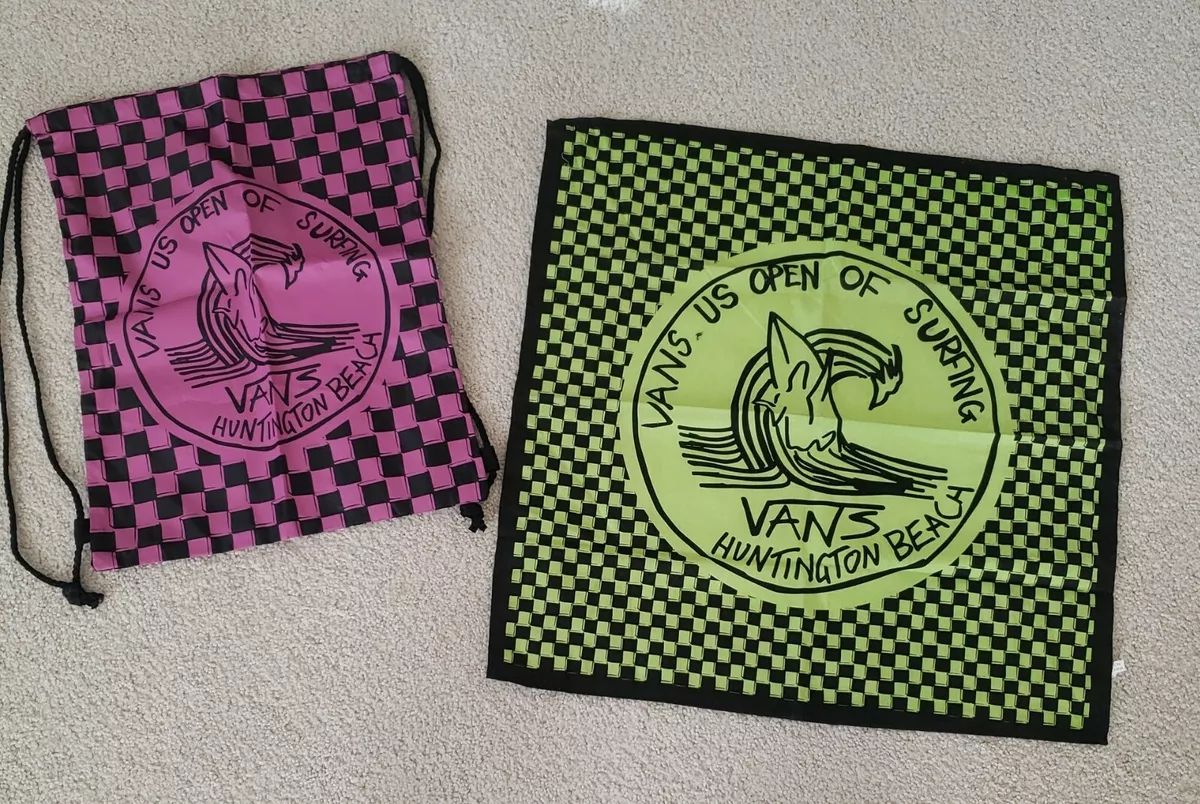 VANS US OPEN OF SURFING
VANS
HUNTINGTON BEACH
VANS. US OPEN OF SURFING
VANS
HUNTINGTON BEACH